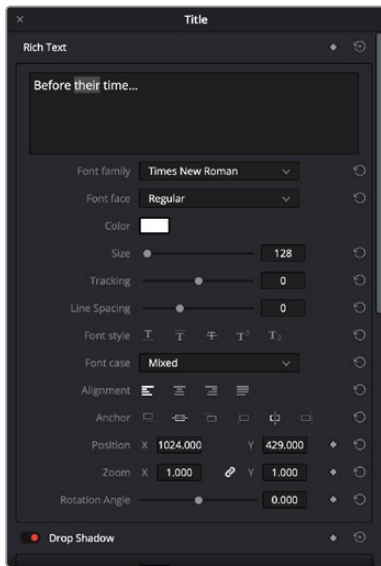 Title
Rich Text
Before their time...
Font family Times New Roman
Font face Regular
Color
Size 128
Tracking 0
Line Spacing 0
Font style T T T T² T₂
Font case Mixed
Alignment
Anchor
Position X 1024.000 Y 429.000
Zoom X 1.000 Y 1.000
Rotation Angle 0.000
Drop Shadow